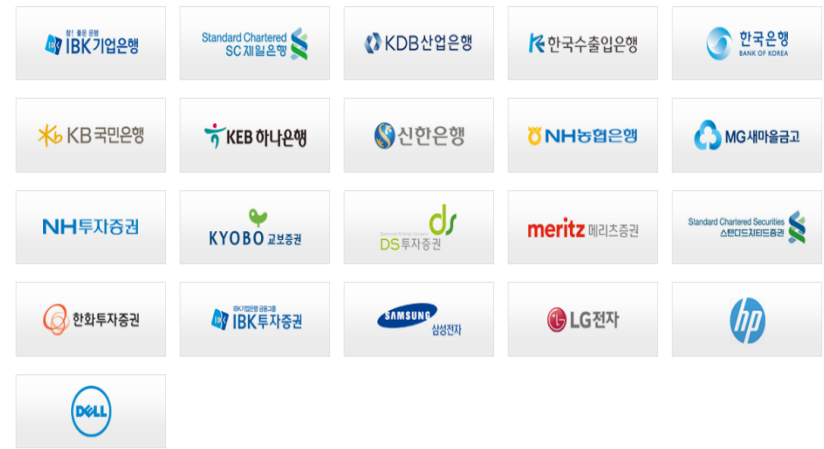 참! 좋은 은행
IBK기업은행
Standard Chartered
SC제일은행
KDB산업은행
한국수출입은행
한국은행
BANK OF KOREA
KB국민은행
KEB 하나은행
신한은행
NH농협은행
MG새마을금고
NH투자증권
KYOBO 교보증권
ds
DS투자증권
meritz 메리츠증권
Standard Chartered Securities
스탠다드차타드증권
한화투자증권
IBK기업은행 금융그룹
IBK투자증권
SAMSUNG
삼성전자
LG전자
hp
DELL